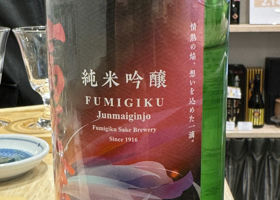 純米吟醸
FUMIGIKU
Junmaiginjo
Fumigiku Sake Brewery
Since 1916
情熱の焔、想いを込めた一滴。